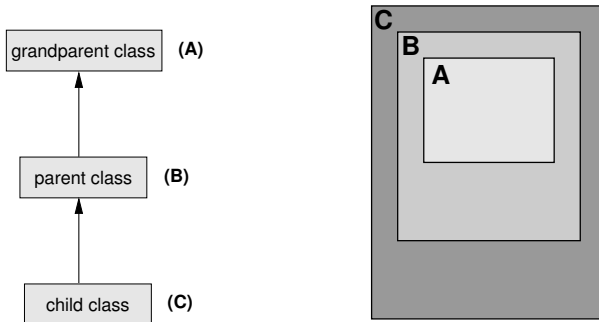 grandparent class (A)
parent class (B)
child class (C)
C
B
A